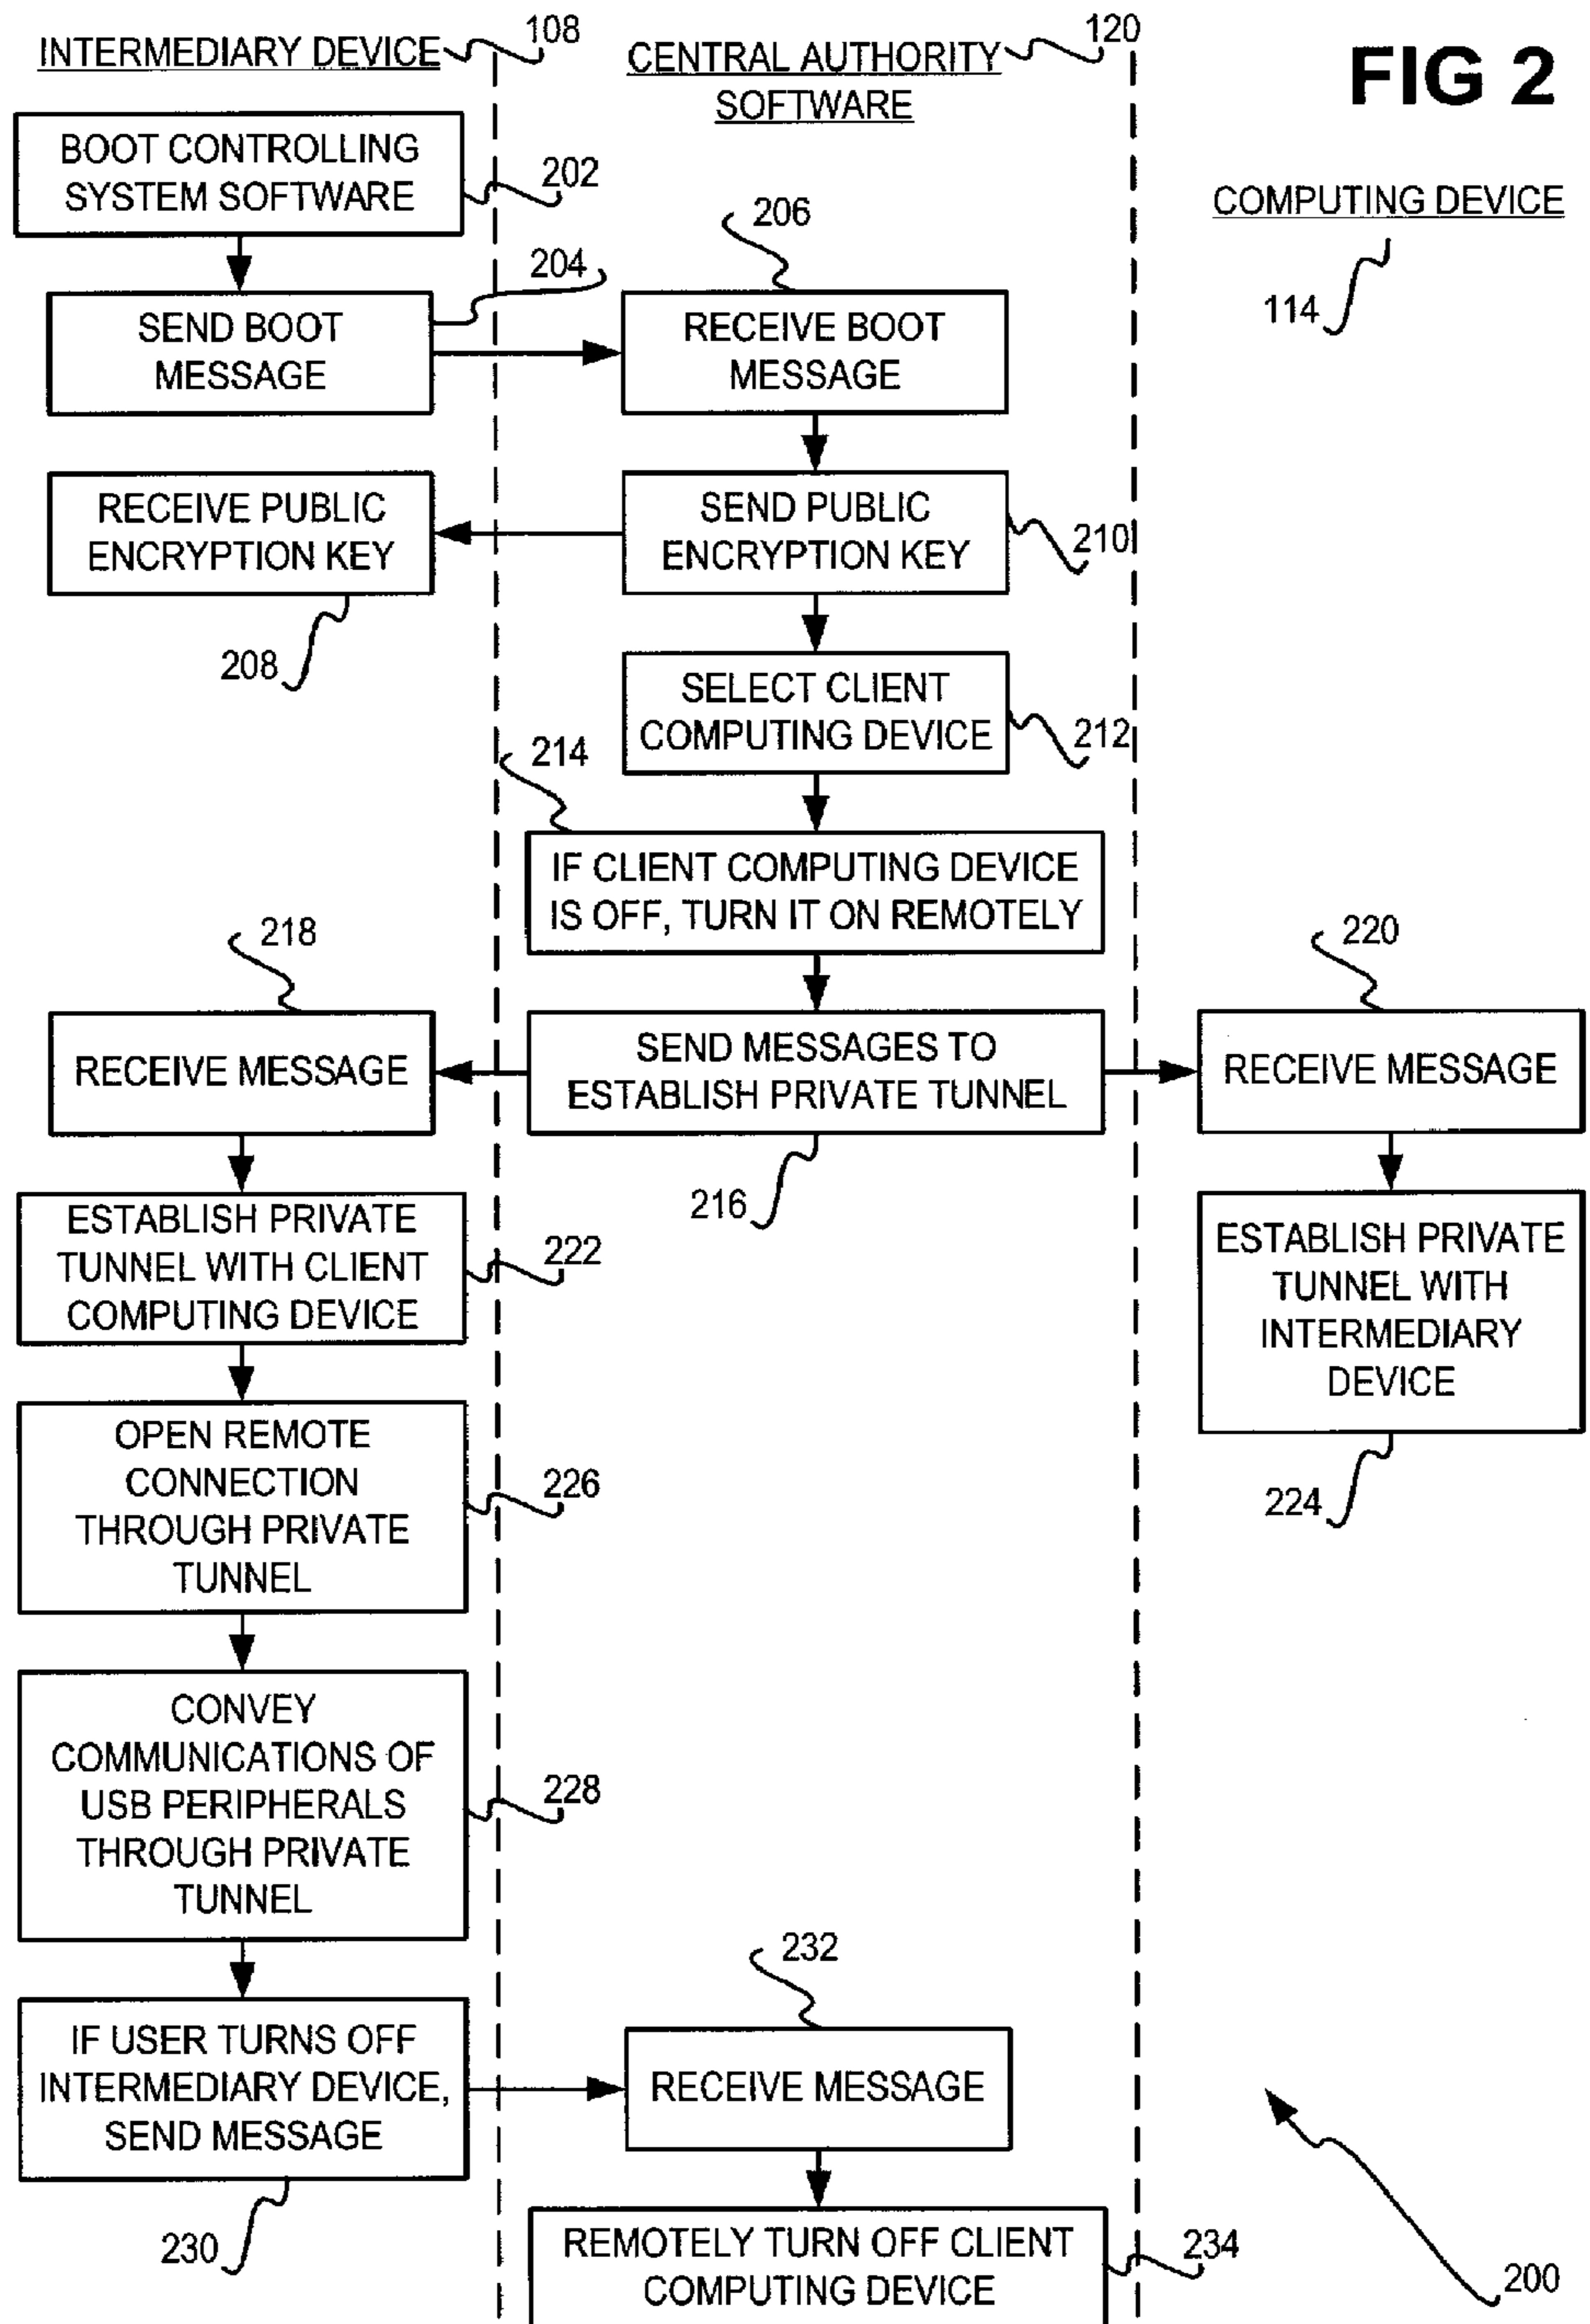 INTERMEDIARY DEVICE
108
CENTRAL AUTHORITY
SOFTWARE
120
FIG 2
COMPUTING DEVICE
114
BOOT CONTROLLING
SYSTEM SOFTWARE
202
SEND BOOT
MESSAGE
204
206
RECEIVE BOOT
MESSAGE
RECEIVE PUBLIC
ENCRYPTION KEY
208
SEND PUBLIC
ENCRYPTION KEY
210
SELECT CLIENT
COMPUTING DEVICE
212
214
IF CLIENT COMPUTING DEVICE
IS OFF, TURN IT ON REMOTELY
218
RECEIVE MESSAGE
SEND MESSAGES TO
ESTABLISH PRIVATE TUNNEL
216
220
RECEIVE MESSAGE
ESTABLISH PRIVATE
TUNNEL WITH CLIENT
COMPUTING DEVICE
222
ESTABLISH PRIVATE
TUNNEL WITH
INTERMEDIARY
DEVICE
224
OPEN REMOTE
CONNECTION
THROUGH PRIVATE
TUNNEL
226
CONVEY
COMMUNICATIONS OF
USB PERIPHERALS
THROUGH PRIVATE
TUNNEL
228
IF USER TURNS OFF
INTERMEDIARY DEVICE,
SEND MESSAGE
230
232
RECEIVE MESSAGE
REMOTELY TURN OFF CLIENT
COMPUTING DEVICE
234
200